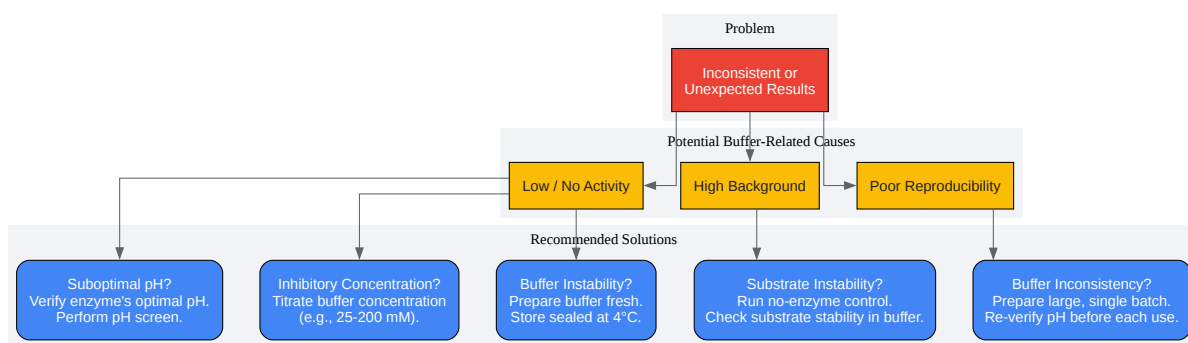 Problem
Inconsistent or
Unexpected Results
Potential Buffer-Related Causes
Low / No Activity
High Background
Poor Reproducibility
Recommended Solutions
Suboptimal pH?
Verify enzyme's optimal pH.
Perform pH screen.
Inhibitory Concentration?
Titrate buffer concentration
(e.g., 25-200 mM).
Buffer Instability?
Prepare buffer fresh.
Store sealed at 4°C.
Substrate Instability?
Run no-enzyme control.
Check substrate stability in buffer.
Buffer Inconsistency?
Prepare large, single batch.
Re-verify pH before each use.